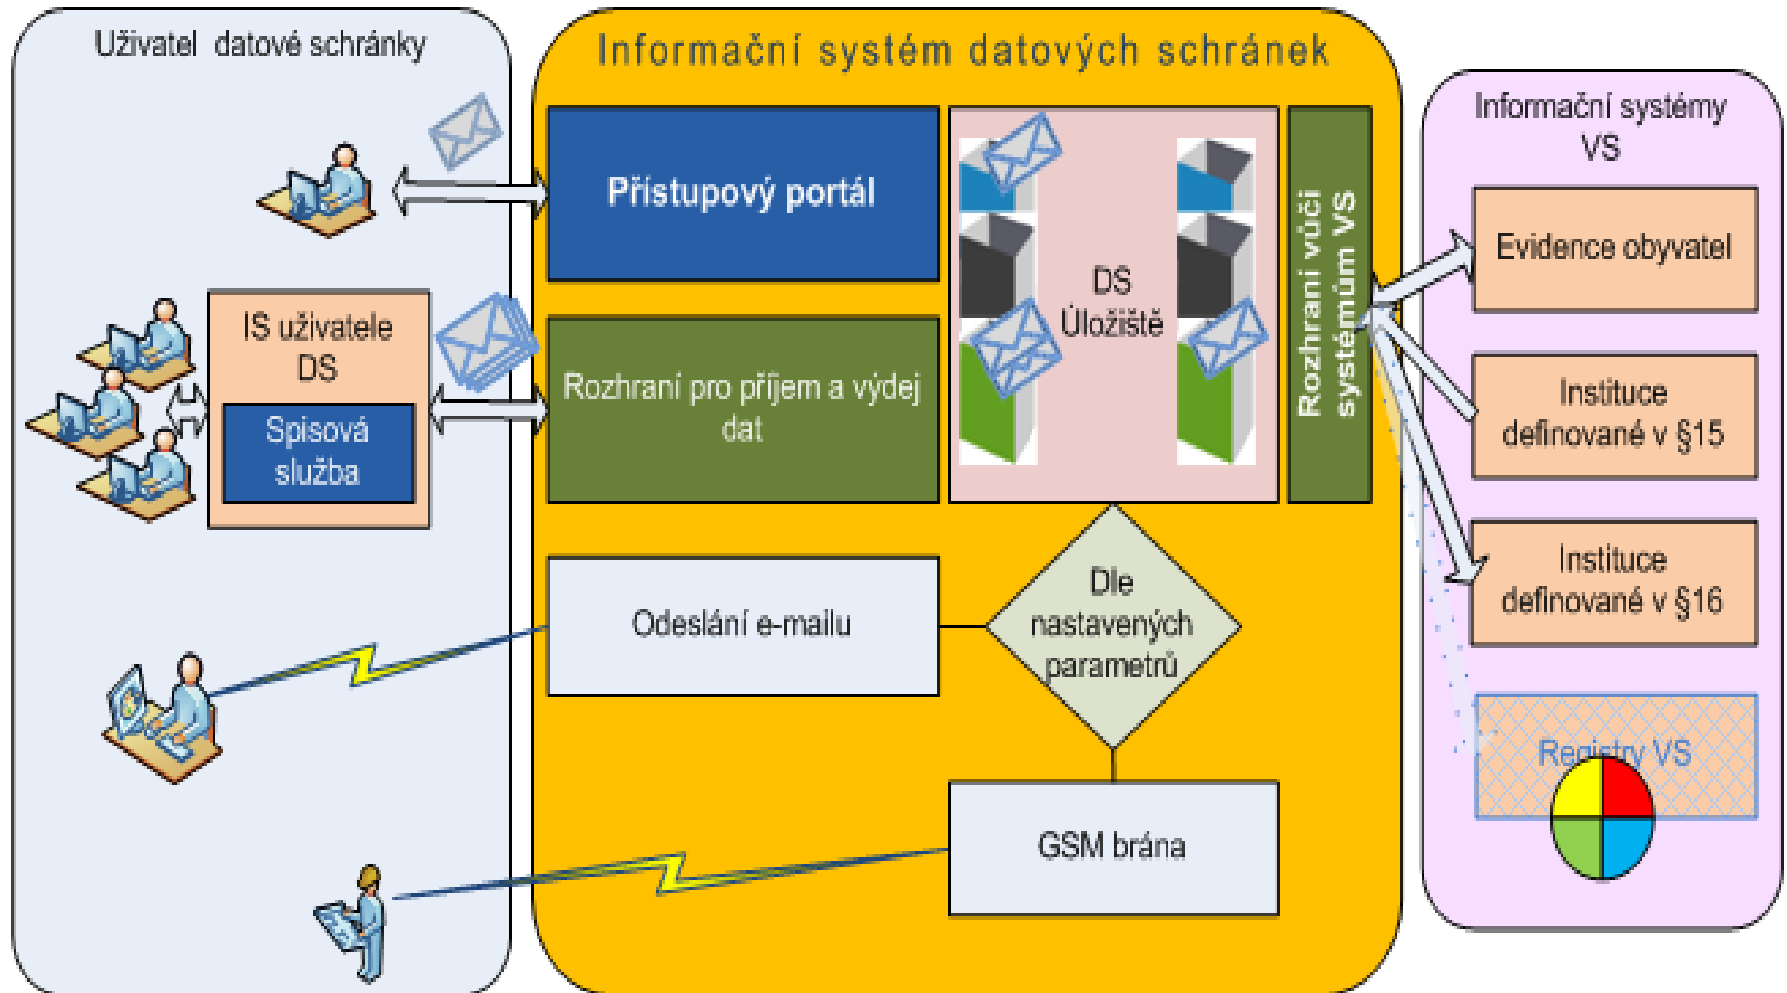 Uživatel datové schránky
Informační systém datových schránek
Informační systémy
VS
Přístupový portál
DS
Úložiště
Rozhraní vůči
systémům VS
Evidence obyvatel
IS uživatele
DS
Spisová
služba
Rozhraní pro příjem a výdej
dat
Instituce
definované v §15
Instituce
definované v §16
Odeslání e-mailu
Dle
nastavených
parametrů
Registry VS
GSM brána